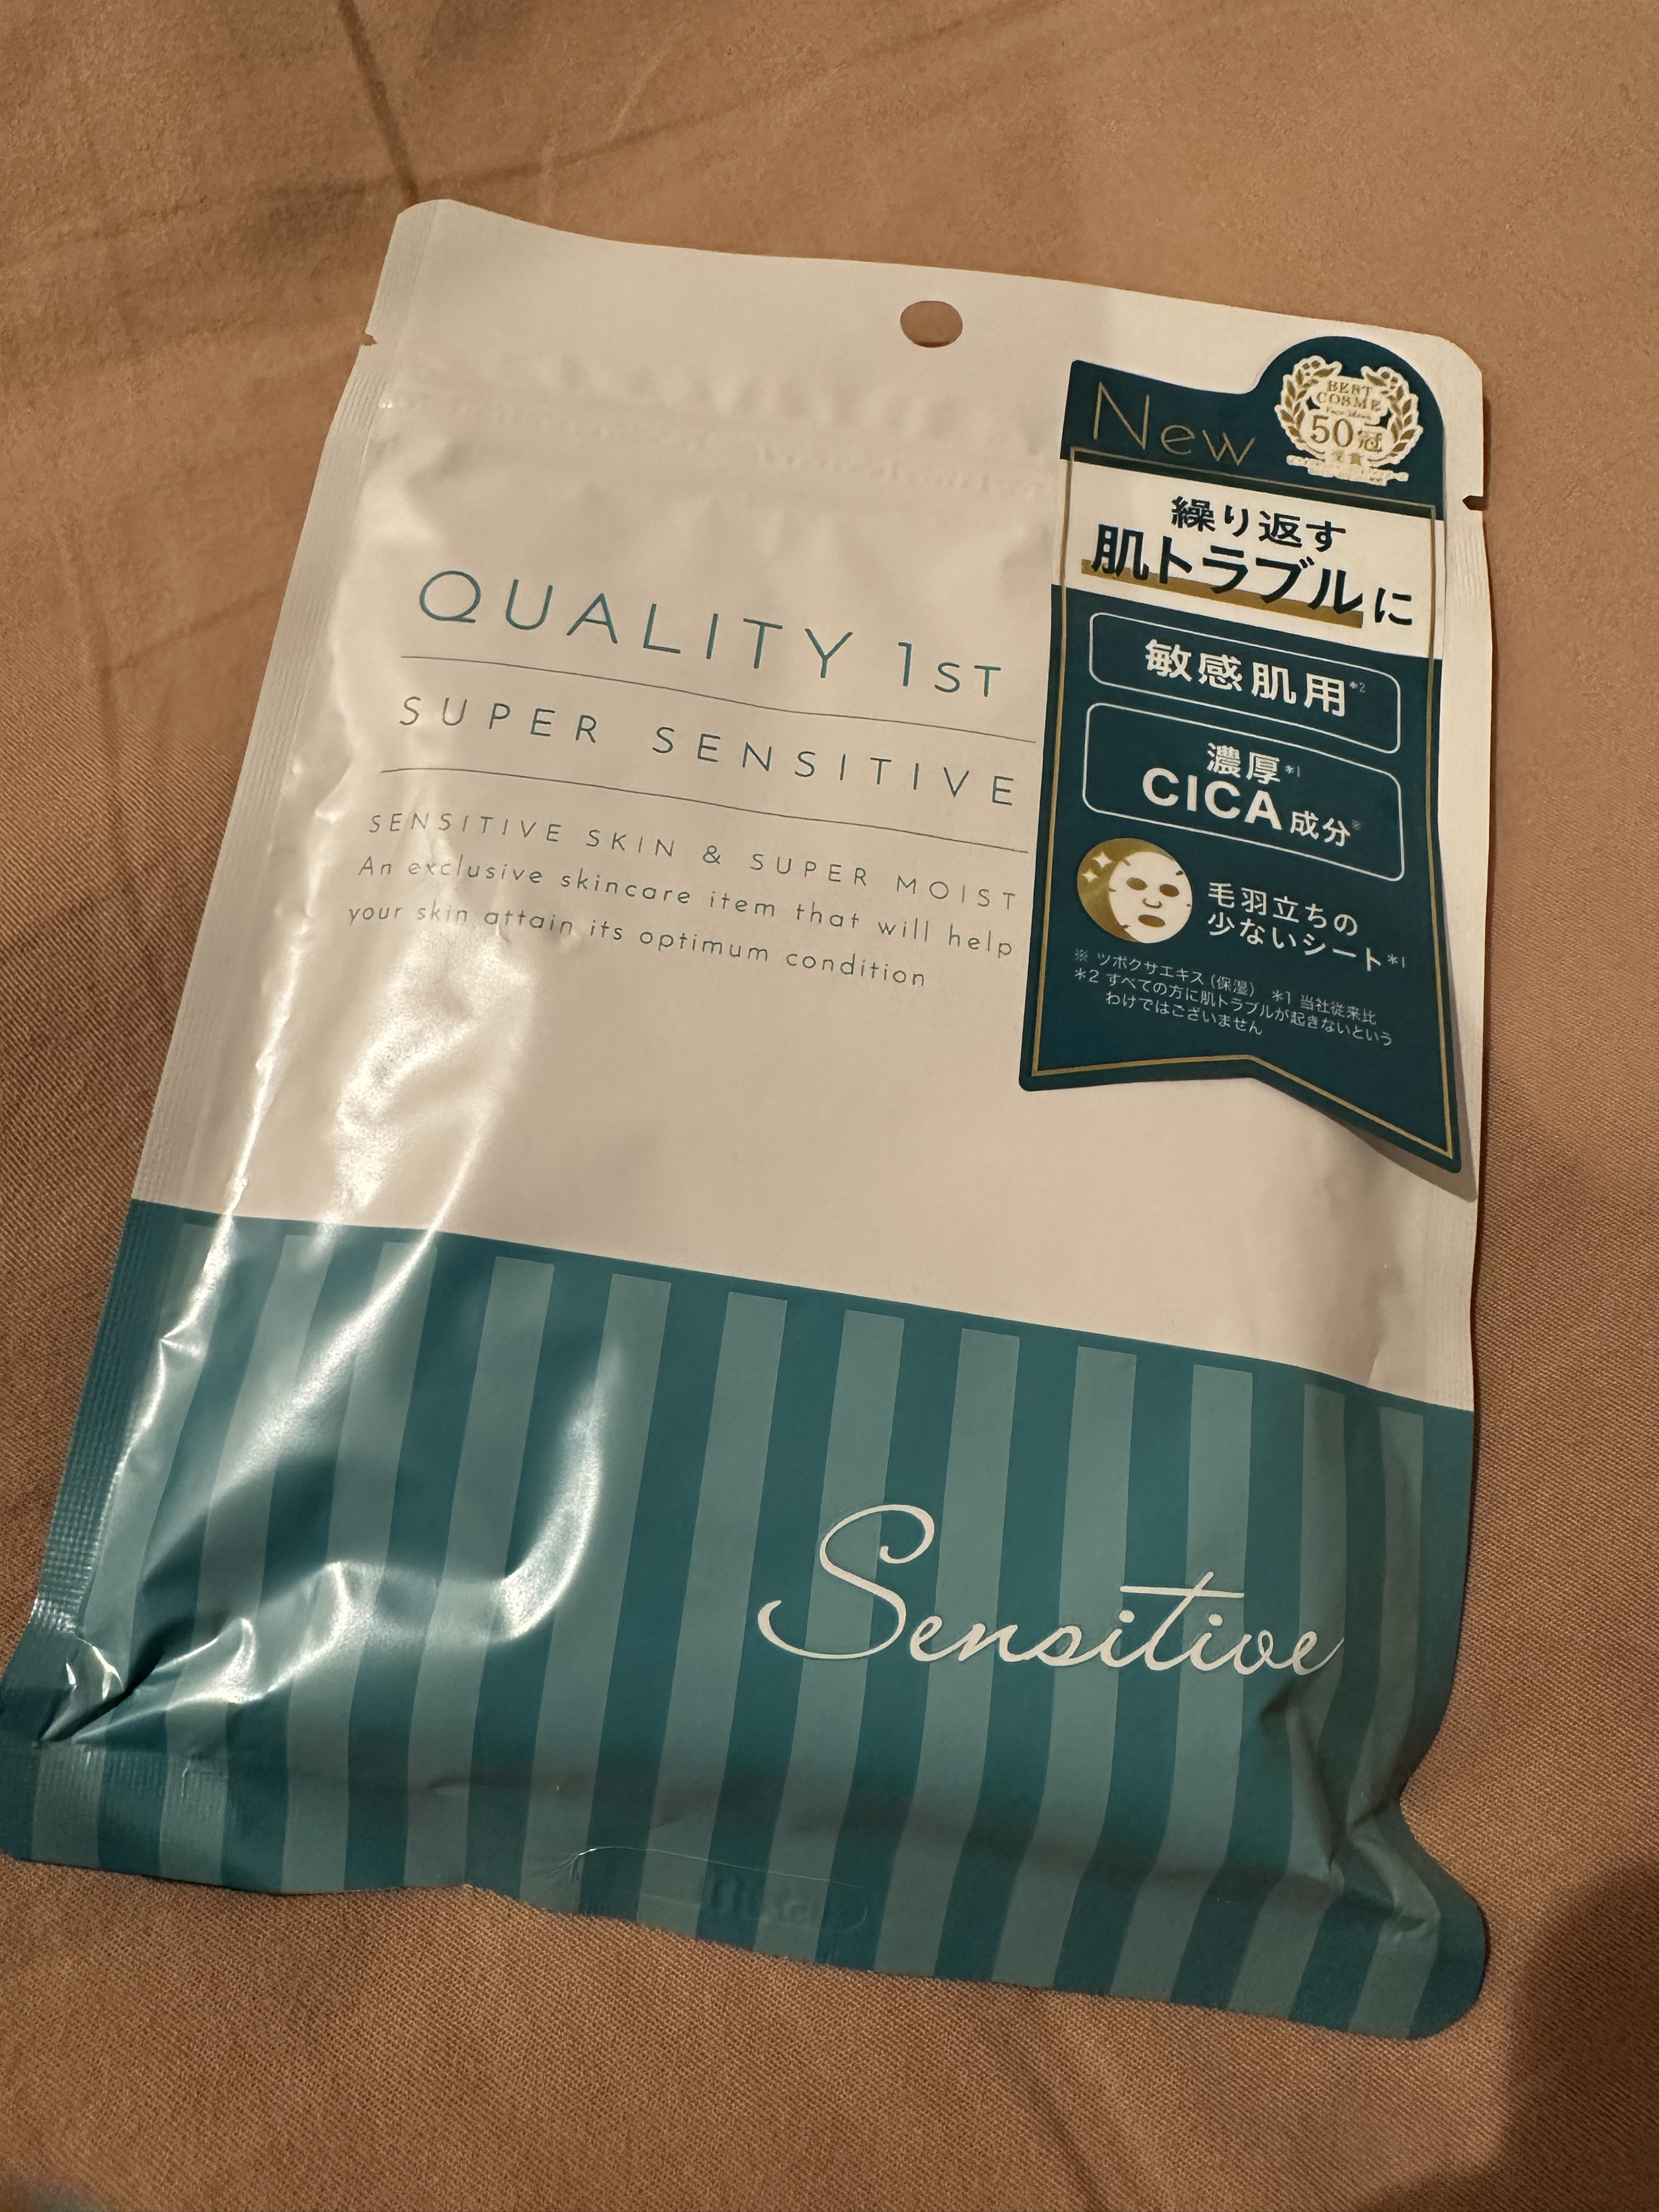 QUALITY 1ST
SUPER SENSITIVE
SENSITIVE SKIN & SUPER MOIST
An exclusive skincare item that will help
your skin attain its optimum condition
New
BEST
COSME
50冠
受賞
繰り返す
肌トラブルに
敏感肌用*2
濃厚*1
CICA成分※
毛羽立ちの
少ないシート*1
※ ツボクサエキス (保湿) *1 当社従来比
*2 すべての方に肌トラブルが起きないという
わけではございません
Sensitive